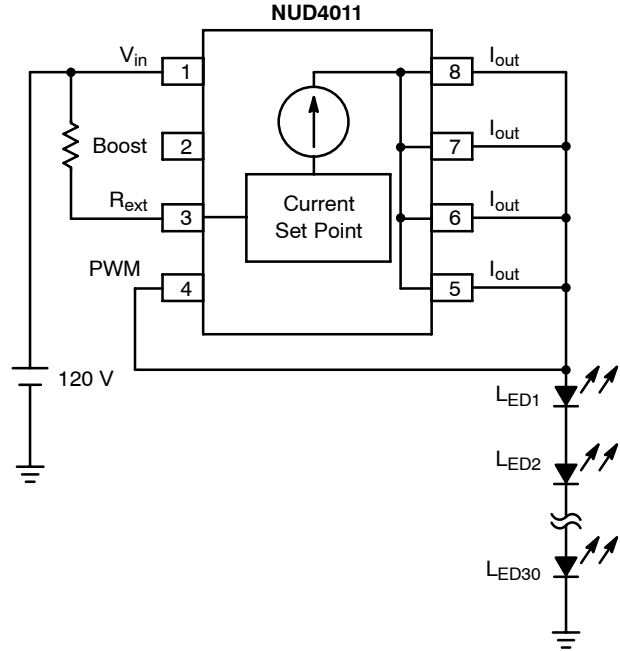 NUD4011
Vin
1
8
Iout
Boost
2
7
Iout
Rext
3
Current
Set Point
6
Iout
PWM
4
5
Iout
120 V
LED1
LED2
LED30